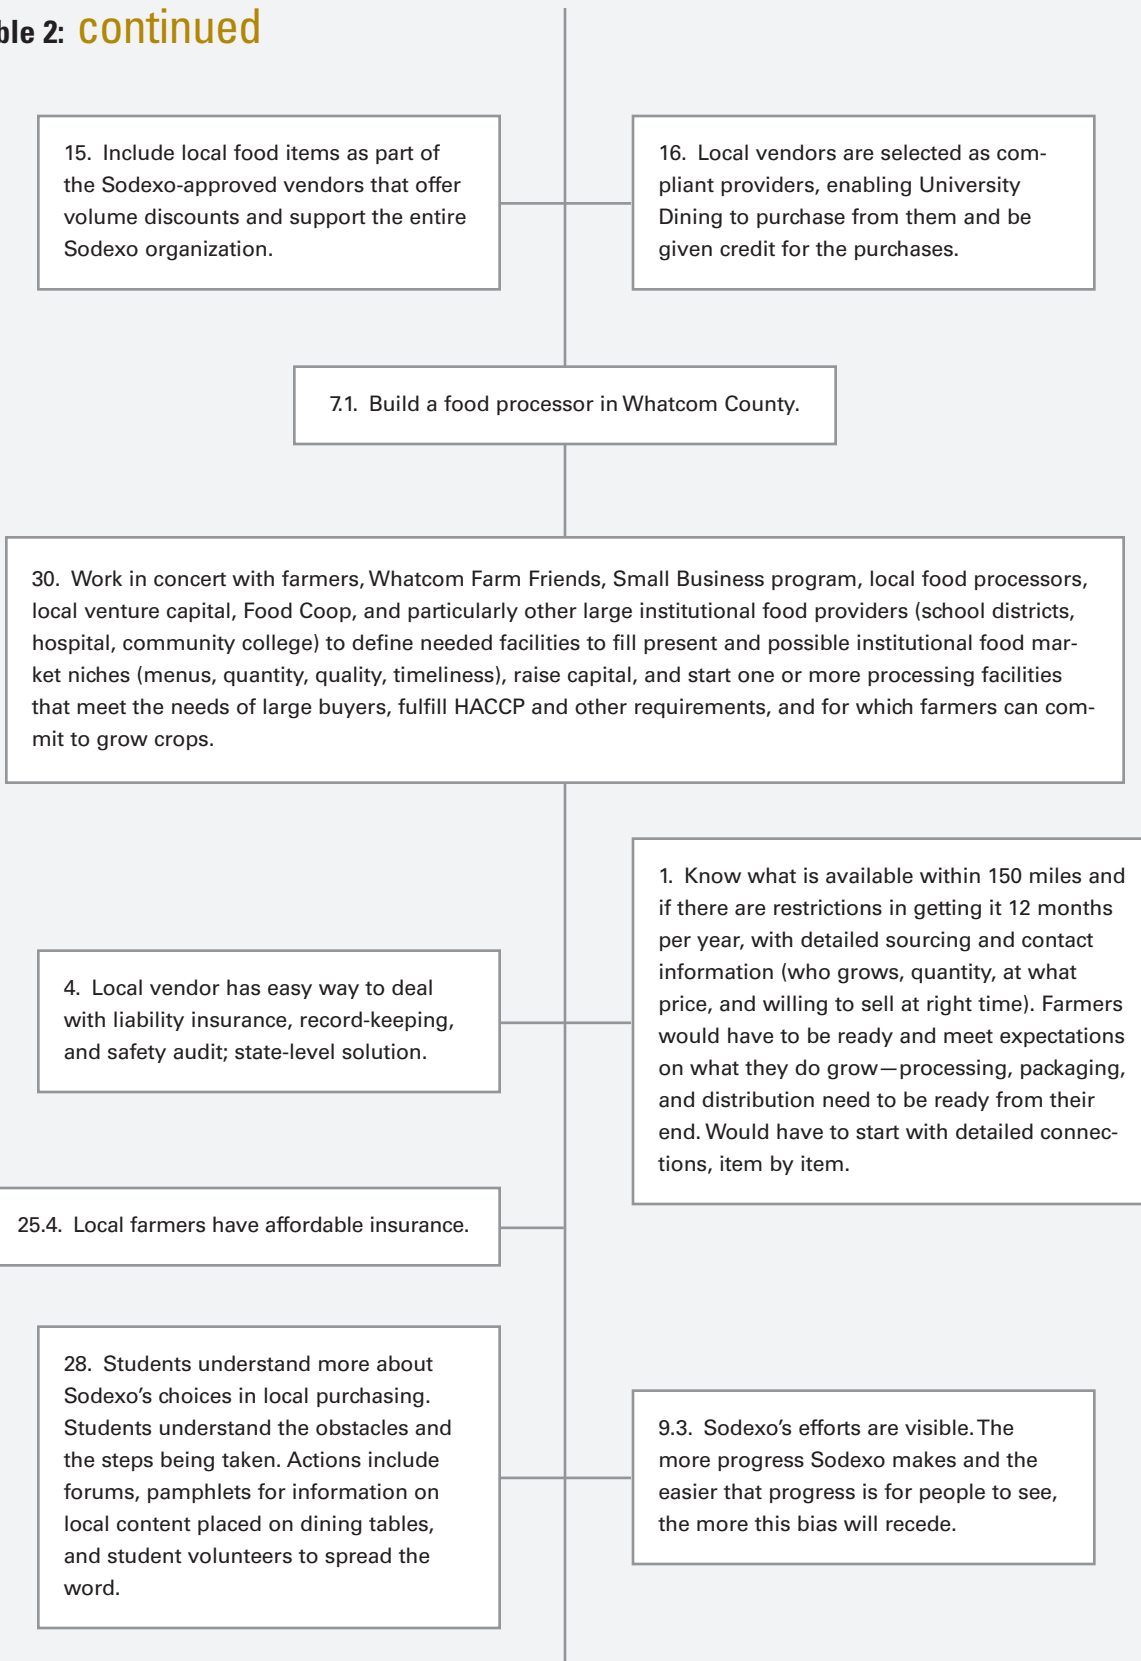 ble 2: continued
15. Include local food items as part of
the Sodexo-approved vendors that offer
volume discounts and support the entire
Sodexo organization.
16. Local vendors are selected as com-
pliant providers, enabling University
Dining to purchase from them and be
given credit for the purchases.
7.1. Build a food processor in Whatcom County.
30. Work in concert with farmers, Whatcom Farm Friends, Small Business program, local food processors,
local venture capital, Food Coop, and particularly other large institutional food providers (school districts,
hospital, community college) to define needed facilities to fill present and possible institutional food mar-
ket niches (menus, quantity, quality, timeliness), raise capital, and start one or more processing facilities
that meet the needs of large buyers, fulfill HACCP and other requirements, and for which farmers can com-
mit to grow crops.
1. Know what is available within 150 miles and
if there are restrictions in getting it 12 months
per year, with detailed sourcing and contact
information (who grows, quantity, at what
price, and willing to sell at right time). Farmers
would have to be ready and meet expectations
on what they do grow—processing, packaging,
and distribution need to be ready from their
end. Would have to start with detailed connec-
tions, item by item.
4. Local vendor has easy way to deal
with liability insurance, record-keeping,
and safety audit; state-level solution.
25.4. Local farmers have affordable insurance.
28. Students understand more about
Sodexo's choices in local purchasing.
Students understand the obstacles and
the steps being taken. Actions include
forums, pamphlets for information on
local content placed on dining tables,
and student volunteers to spread the
word.
9.3. Sodexo's efforts are visible. The
more progress Sodexo makes and the
easier that progress is for people to see,
the more this bias will recede.